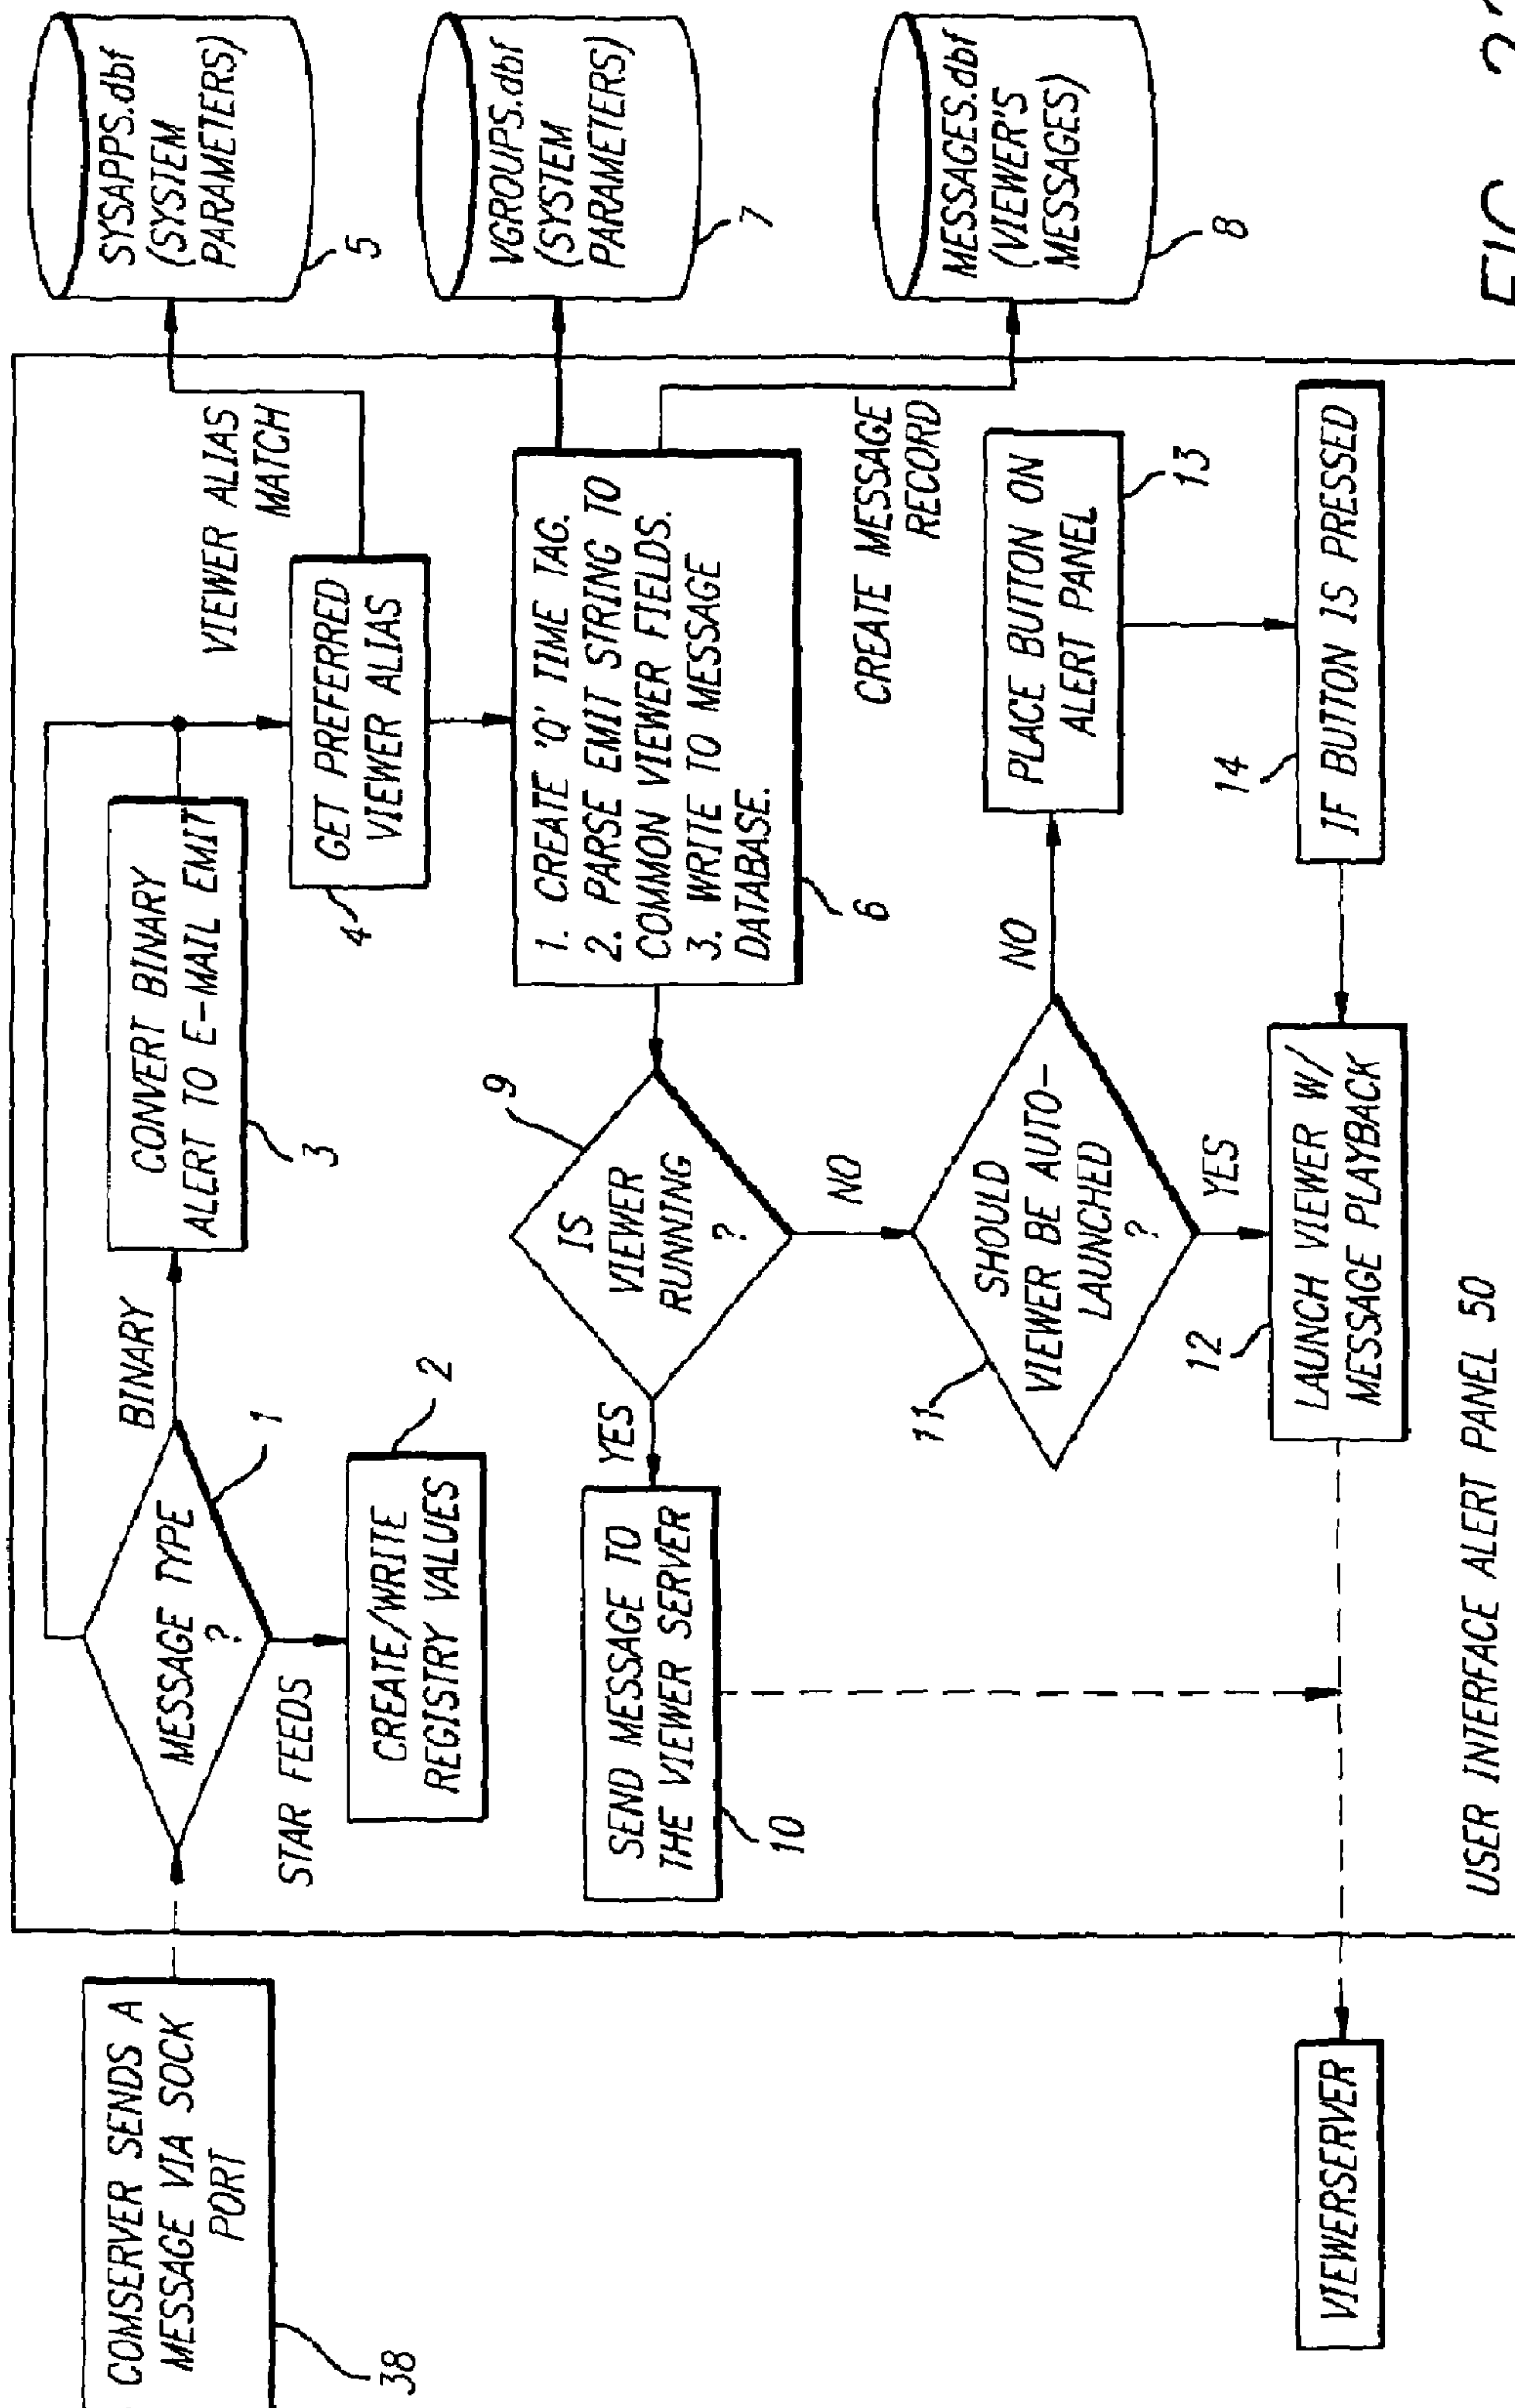 COMSERVER SENDS A
MESSAGE VIA SOCK
PORT
38
MESSAGE TYPE
?
1
BINARY
STAR FEEDS
CREATE/WRITE
REGISTRY VALUES
2
CONVERT BINARY
ALERT TO E-MAIL EMIT
3
GET PREFERRED
VIEWER ALIAS
4
VIEWER ALIAS
MATCH
SYSAPPS.dbf
(SYSTEM
PARAMETERS)
5
1. CREATE 'Q' TIME TAG.
2. PARSE EMIT STRING TO
COMMON VIEWER FIELDS.
3. WRITE TO MESSAGE
DATABASE.
6
VGROUPS.dbf
(SYSTEM
PARAMETERS)
7
CREATE MESSAGE
RECORD
MESSAGES.dbf
(VIEWER'S
MESSAGES)
8
IS
VIEWER
RUNNING
?
9
YES
NO
SEND MESSAGE TO
THE VIEWER SERVER
10
SHOULD
VIEWER BE AUTO-
LAUNCHED
?
11
NO
YES
PLACE BUTTON ON
ALERT PANEL
13
14
IF BUTTON IS PRESSED
12
LAUNCH VIEWER W/
MESSAGE PLAYBACK
VIEWERSERVER
USER INTERFACE ALERT PANEL 50
FIG.